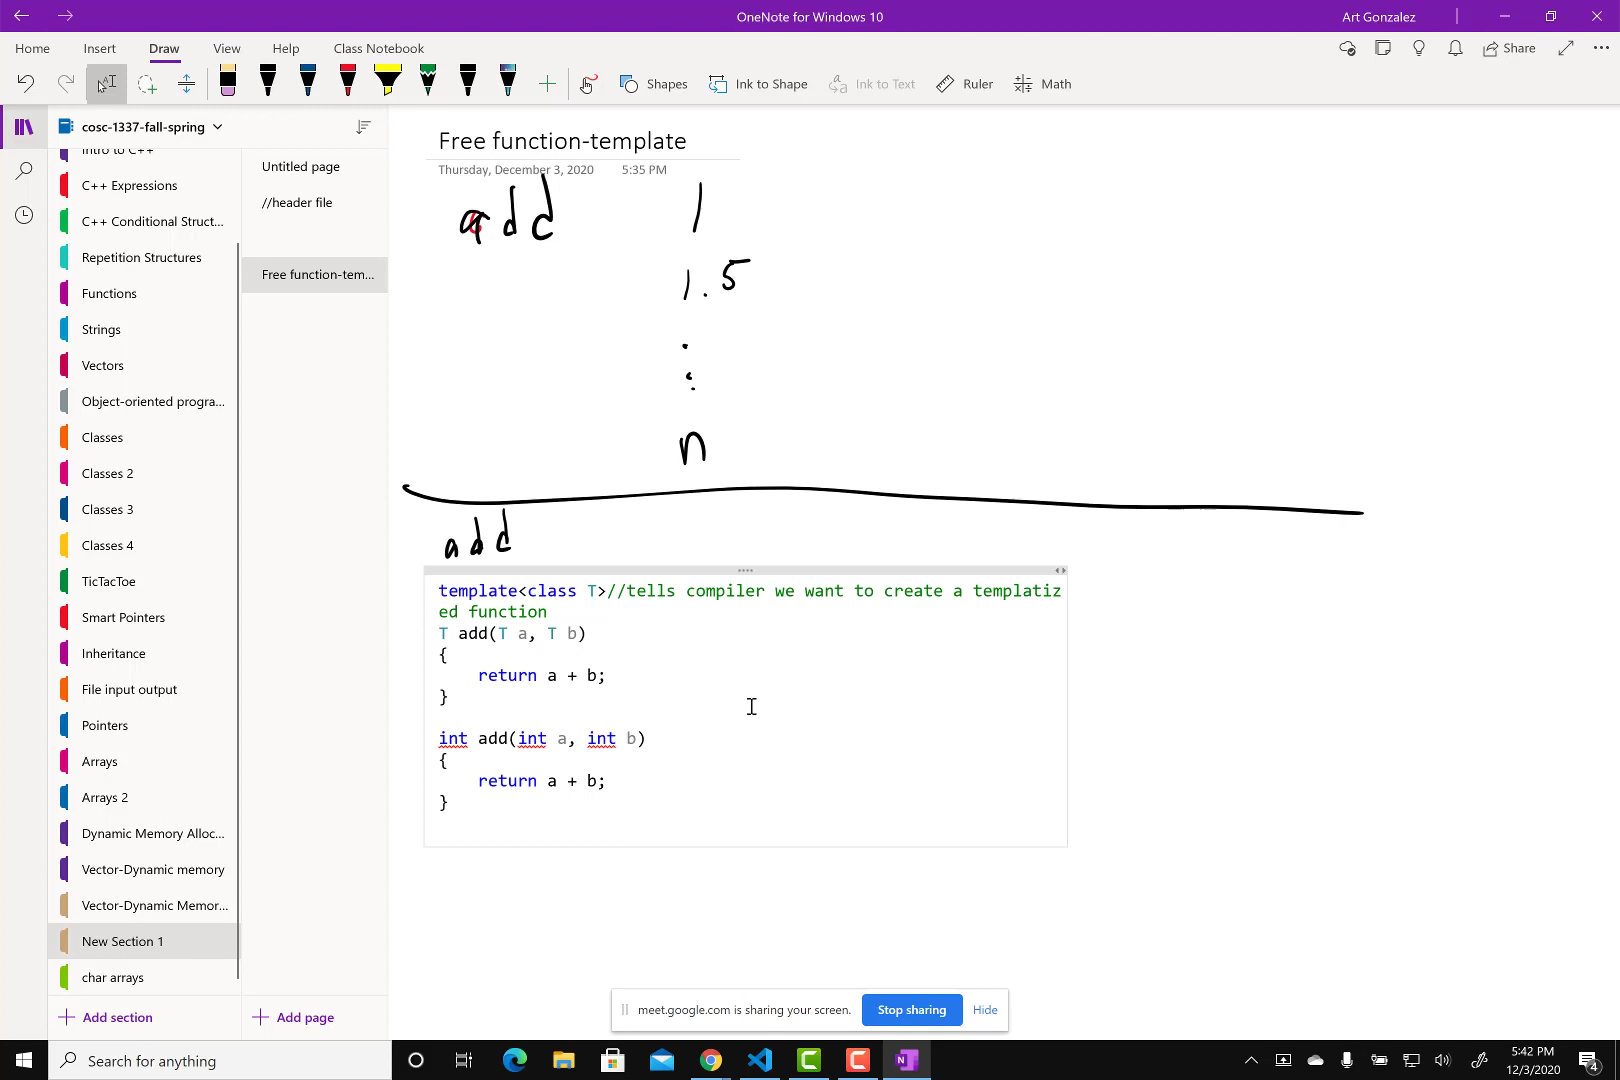 OneNote for Windows 10
Art Gonzalez
Home Insert Draw View Help Class Notebook
Share
Shapes Ink to Shape Ink to Text Ruler Math
cosc-1337-fall-spring
Intro to C++
C++ Expressions
C++ Conditional Struct...
Repetition Structures
Functions
Strings
Vectors
Object-oriented progra...
Classes
Classes 2
Classes 3
Classes 4
TicTacToe
Smart Pointers
Inheritance
File input output
Pointers
Arrays
Arrays 2
Dynamic Memory Alloc...
Vector-Dynamic memory
Vector-Dynamic Memor...
New Section 1
char arrays
Add section
Untitled page
//header file
Free function-tem...
Add page
Free function-template
Thursday, December 3, 2020 5:35 PM
add 1
1.5
.
:
n
add
template<class T>//tells compiler we want to create a templatiz
ed function
T add(T a, T b)
{
return a + b;
}
int add(int a, int b)
{
return a + b;
}
meet.google.com is sharing your screen. Stop sharing Hide
Search for anything
5:42 PM
12/3/2020
4